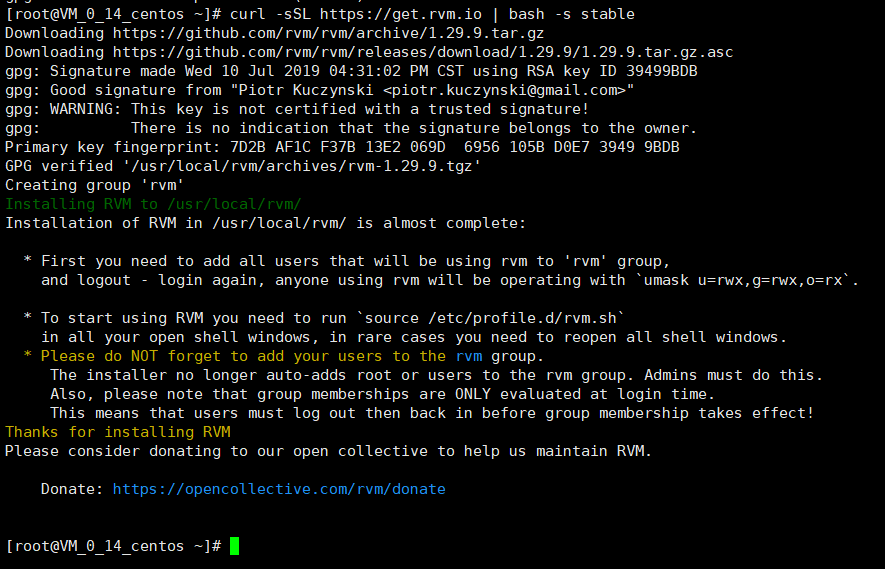 [root@VM_0_14_centos ~]# curl -sSL https://get.rvm.io | bash -s stable
Downloading https://github.com/rvm/rvm/archive/1.29.9.tar.gz
Downloading https://github.com/rvm/rvm/releases/download/1.29.9/1.29.9.tar.gz.asc
gpg: Signature made Wed 10 Jul 2019 04:31:02 PM CST using RSA key ID 39499BDB
gpg: Good signature from "Piotr Kuczynski <piotr.kuczynski@gmail.com>"
gpg: WARNING: This key is not certified with a trusted signature!
gpg:          There is no indication that the signature belongs to the owner.
Primary key fingerprint: 7D2B AF1C F37B 13E2 069D  6956 105B D0E7 3949 9BDB
GPG verified '/usr/local/rvm/archives/rvm-1.29.9.tgz'
Creating group 'rvm'
Installing RVM to /usr/local/rvm/
Installation of RVM in /usr/local/rvm/ is almost complete:
  * First you need to add all users that will be using rvm to 'rvm' group,
    and logout - login again, anyone using rvm will be operating with `umask u=rwx,g=rwx,o=rx`.
  * To start using RVM you need to run `source /etc/profile.d/rvm.sh`
    in all your open shell windows, in rare cases you need to reopen all shell windows.
  * Please do NOT forget to add your users to the rvm group.
     The installer no longer auto-adds root or users to the rvm group. Admins must do this.
     Also, please note that group memberships are ONLY evaluated at login time.
     This means that users must log out then back in before group membership takes effect!
Thanks for installing RVM
Please consider donating to our open collective to help us maintain RVM.
    Donate: https://opencollective.com/rvm/donate
[root@VM_0_14_centos ~]#